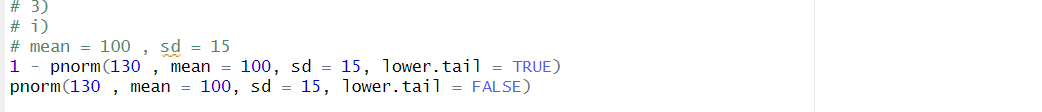 # 3)
# i)
# mean = 100 , sd = 15
1 - pnorm(130 , mean = 100, sd = 15, lower.tail = TRUE)
pnorm(130 , mean = 100, sd = 15, lower.tail = FALSE)